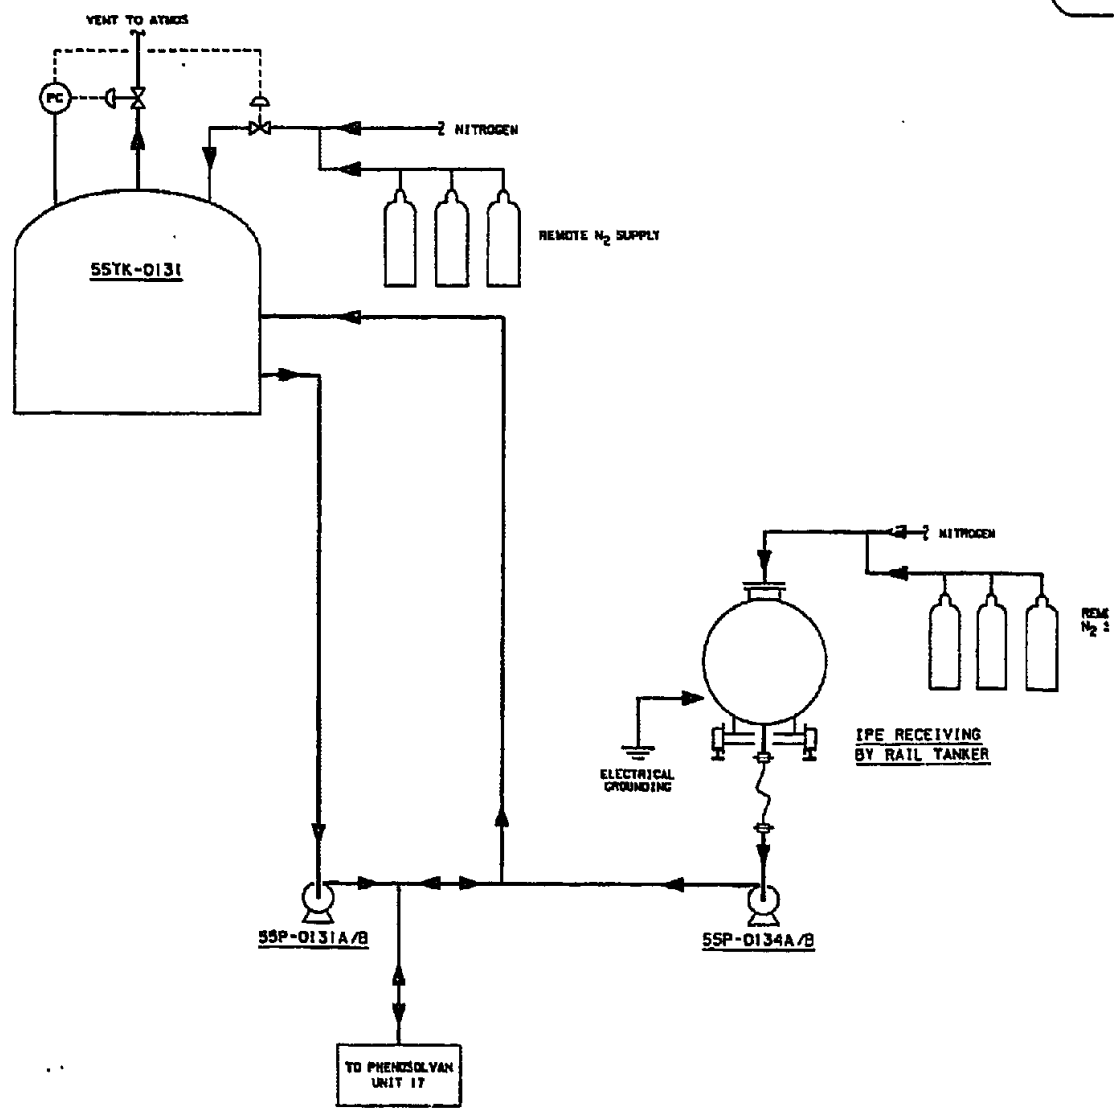 VENT TO ATMOS
PC
NITROGEN
REMOTE N2 SUPPLY
55TK-0131
NITROGEN
N2
IPE RECEIVING
BY RAIL TANKER
ELECTRICAL
GROUNDING
55P-0131A/B
55P-0134A/B
TO PHENOSOLVAN
UNIT 17